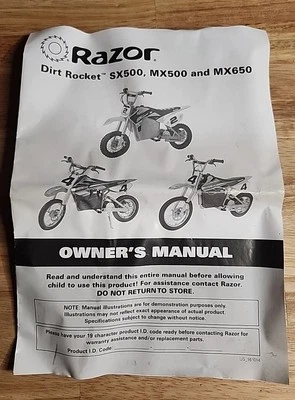 Razor
Dirt Rocket™ SX500, MX500 and MX650
OWNER'S MANUAL
Read and understand this entire manual before allowing
child to use this product! For assistance contact Razor.
DO NOT RETURN TO STORE.
NOTE: Manual illustrations are for demonstration purposes only.
Illustrations may not reflect exact appearance of actual product.
Specifications subject to change without notice.
Please have your 19 character product I.D. code ready before contacting Razor for
warranty assistance and/or replacement parts.
Product I.D. Code: